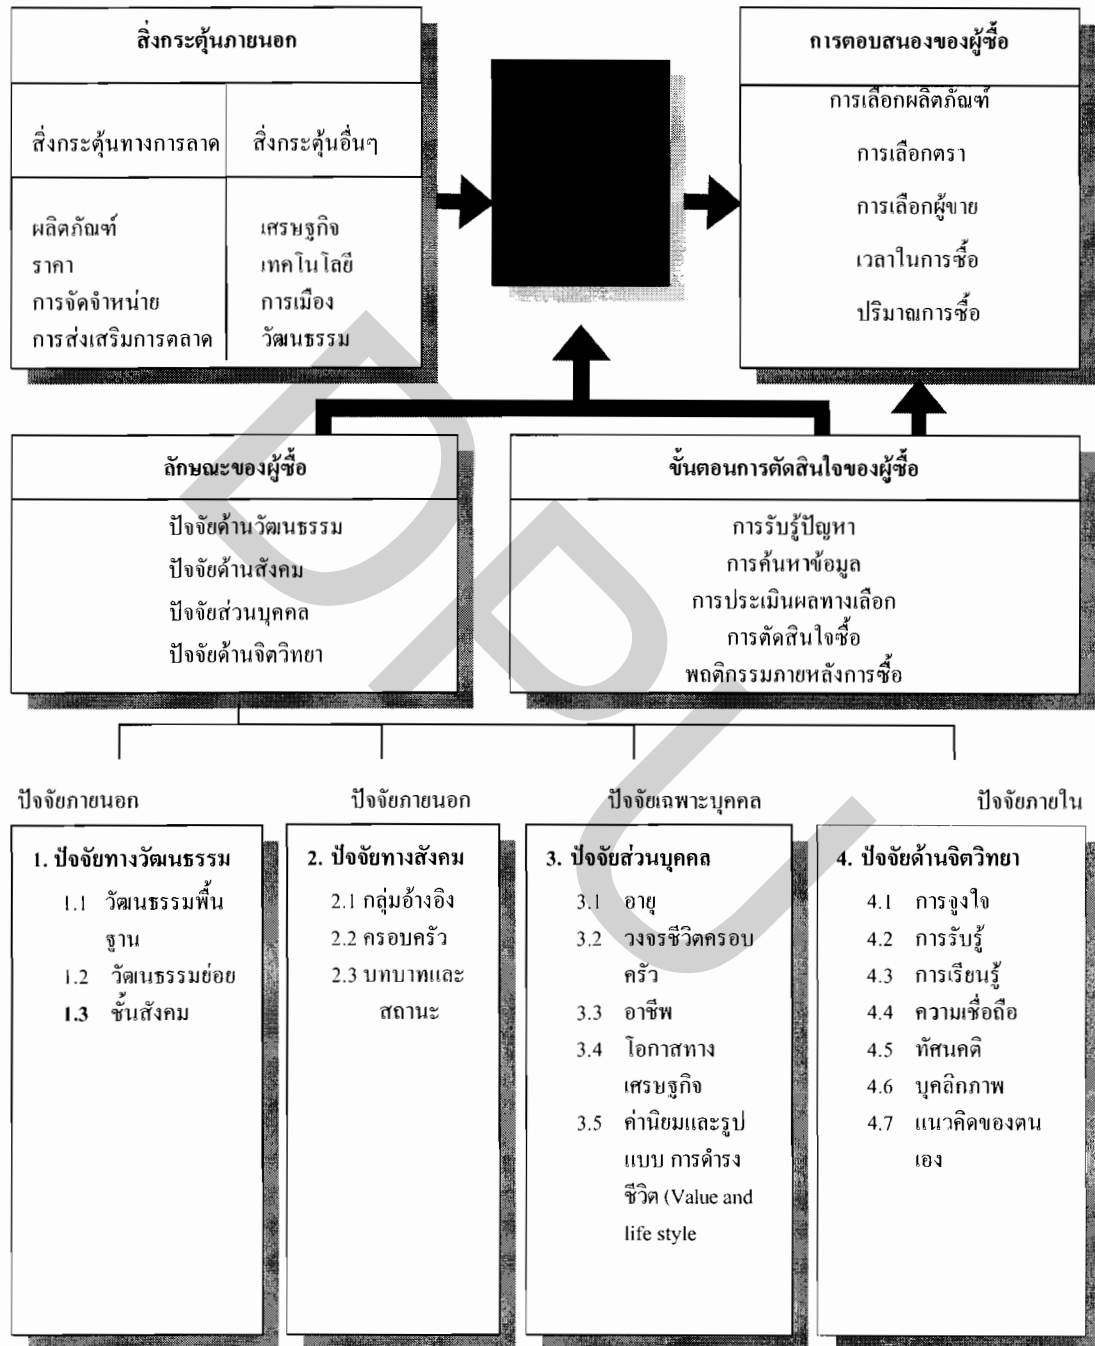 สิ่งกระตุ้นภายนอก
สิ่งกระตุ้นทางการลาด
สิ่งกระตุ้นอื่นๆ
ผลิตภัณฑ์
ราคา
การจัดจำหน่าย
การส่งเสริมการตลาด
เศรษฐกิจ
เทคโนโลยี
การเมือง
วัฒนธรรม
การตอบสนองของผู้ซื้อ
การเลือกผลิตภัณฑ์
การเลือกตรา
การเลือกผู้ขาย
เวลาในการซื้อ
ปริมาณการซื้อ
ลักษณะของผู้ซื้อ
ปัจจัยด้านวัฒนธรรม
ปัจจัยด้านสังคม
ปัจจัยส่วนบุคคล
ปัจจัยด้านจิตวิทยา
ขั้นตอนการตัดสินใจของผู้ซื้อ
การรับรู้ปัญหา
การค้นหาข้อมูล
การประเมินผลทางเลือก
การตัดสินใจซื้อ
พฤติกรรมภายหลังการซื้อ
ปัจจัยภายนอก
1. ปัจจัยทางวัฒนธรรม
1.1 วัฒนธรรมพื้น
ฐาน
1.2 วัฒนธรรมย่อย
1.3 ชั้นสังคม
ปัจจัยภายนอก
2. ปัจจัยทางสังคม
2.1 กลุ่มอ้างอิง
2.2 ครอบครัว
2.3 บทบาทและ
สถานะ
ปัจจัยเฉพาะบุคคล
3. ปัจจัยส่วนบุคคล
3.1 อายุ
3.2 วงจรชีวิตครอบ
ครัว
3.3 อาชีพ
3.4 โอกาสทาง
เศรษฐกิจ
3.5 ค่านิยมและรูป
แบบ การดำรง
ชีวิต (Value and
life style
ปัจจัยภายใน
4. ปัจจัยด้านจิตวิทยา
4.1 การจูงใจ
4.2 การรับรู้
4.3 การเรียนรู้
4.4 ความเชื่อถือ
4.5 ทัศนคติ
4.6 บุคลิกภาพ
4.7 แนวคิดของตน
เอง
DPU